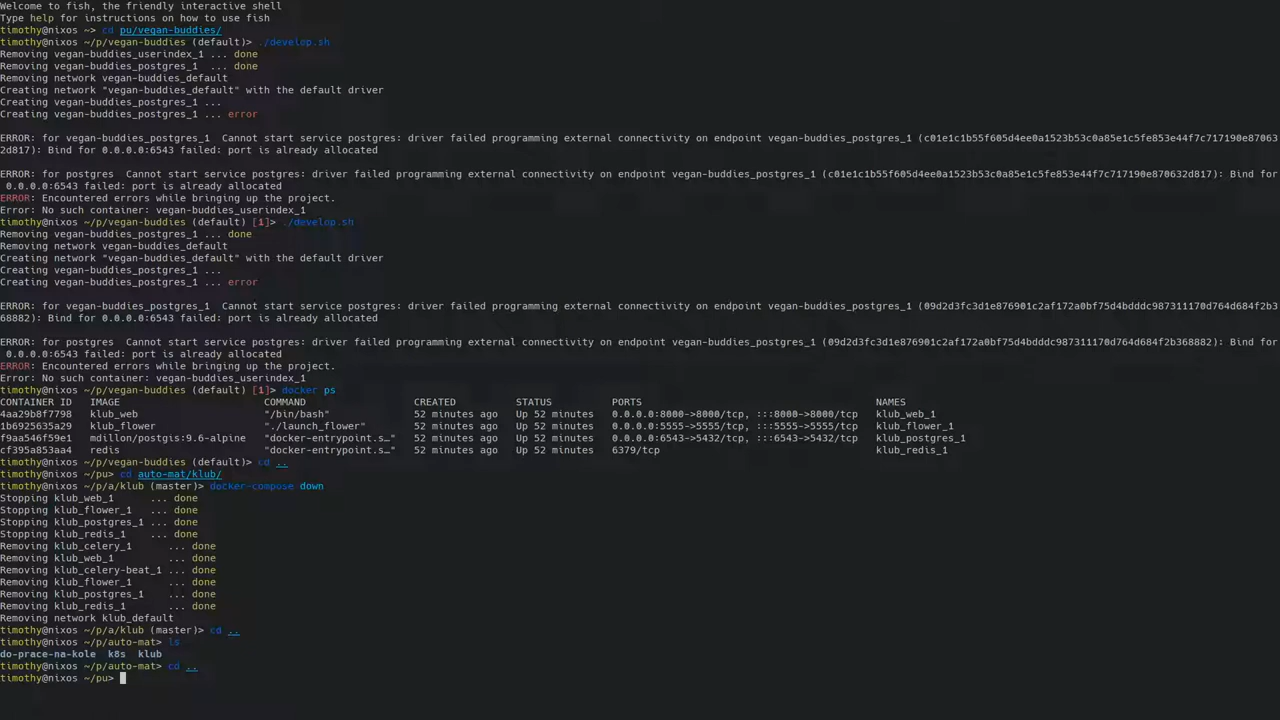 Welcome to fish, the friendly interactive shell
Type help for instructions on how to use fish
timothy@nixos ~> cd pu/vegan-buddies/
timothy@nixos ~/p/vegan-buddies (default)> ./develop.sh
Removing vegan-buddies_userindex_1 ... done
Removing vegan-buddies_postgres_1  ... done
Removing network vegan-buddies_default
Creating network "vegan-buddies_default" with the default driver
Creating vegan-buddies_postgres_1 ...
Creating vegan-buddies_postgres_1 ... error
ERROR: for vegan-buddies_postgres_1  Cannot start service postgres: driver failed programming external connectivity on endpoint vegan-buddies_postgres_1 (c01e1c1b55f605d4ee0a1523b53c0a85e1c5fe853e44f7c717190e87063
2d817): Bind for 0.0.0.0:6543 failed: port is already allocated
ERROR: for postgres  Cannot start service postgres: driver failed programming external connectivity on endpoint vegan-buddies_postgres_1 (c01e1c1b55f605d4ee0a1523b53c0a85e1c5fe853e44f7c717190e870632d817): Bind for
0.0.0.0:6543 failed: port is already allocated
ERROR: Encountered errors while bringing up the project.
Error: No such container: vegan-buddies_userindex_1
timothy@nixos ~/p/vegan-buddies (default) [1]> ./develop.sh
Removing vegan-buddies_postgres_1 ... done
Removing network vegan-buddies_default
Creating network "vegan-buddies_default" with the default driver
Creating vegan-buddies_postgres_1 ...
Creating vegan-buddies_postgres_1 ... error
ERROR: for vegan-buddies_postgres_1  Cannot start service postgres: driver failed programming external connectivity on endpoint vegan-buddies_postgres_1 (09d2d3fc3d1e876901c2af172a0bf75d4bdddc987311170d764d684f2b3
68882): Bind for 0.0.0.0:6543 failed: port is already allocated
ERROR: for postgres  Cannot start service postgres: driver failed programming external connectivity on endpoint vegan-buddies_postgres_1 (09d2d3fc3d1e876901c2af172a0bf75d4bdddc987311170d764d684f2b368882): Bind for
0.0.0.0:6543 failed: port is already allocated
ERROR: Encountered errors while bringing up the project.
Error: No such container: vegan-buddies_userindex_1
timothy@nixos ~/p/vegan-buddies (default) [1]> docker ps
CONTAINER ID   IMAGE                        COMMAND                  CREATED          STATUS          PORTS                                       NAMES
4aa29b8f7798   klub_web                     "/bin/bash"              52 minutes ago   Up 52 minutes   0.0.0.0:8000->8000/tcp, :::8000->8000/tcp   klub_web_1
1b6925635a29   klub_flower                  "./launch_flower"        52 minutes ago   Up 52 minutes   0.0.0.0:5555->5555/tcp, :::5555->5555/tcp   klub_flower_1
f9aa546f59e1   mdillon/postgis:9.6-alpine   "docker-entrypoint.s…"   52 minutes ago   Up 52 minutes   0.0.0.0:6543->5432/tcp, :::6543->5432/tcp   klub_postgres_1
cf395a853aa4   redis                        "docker-entrypoint.s…"   52 minutes ago   Up 52 minutes   6379/tcp                                    klub_redis_1
timothy@nixos ~/p/vegan-buddies (default)> cd ..
timothy@nixos ~/pu> cd auto-mat/klub/
timothy@nixos ~/p/a/klub (master)> docker-compose down
Stopping klub_web_1      ... done
Stopping klub_flower_1   ... done
Stopping klub_postgres_1 ... done
Stopping klub_redis_1    ... done
Removing klub_celery_1      ... done
Removing klub_web_1         ... done
Removing klub_celery-beat_1 ... done
Removing klub_flower_1      ... done
Removing klub_postgres_1    ... done
Removing klub_redis_1       ... done
Removing network klub_default
timothy@nixos ~/p/a/klub (master)> cd ..
timothy@nixos ~/p/auto-mat> ls
do-prace-na-kole  k8s  klub
timothy@nixos ~/p/auto-mat> cd ..
timothy@nixos ~/pu>